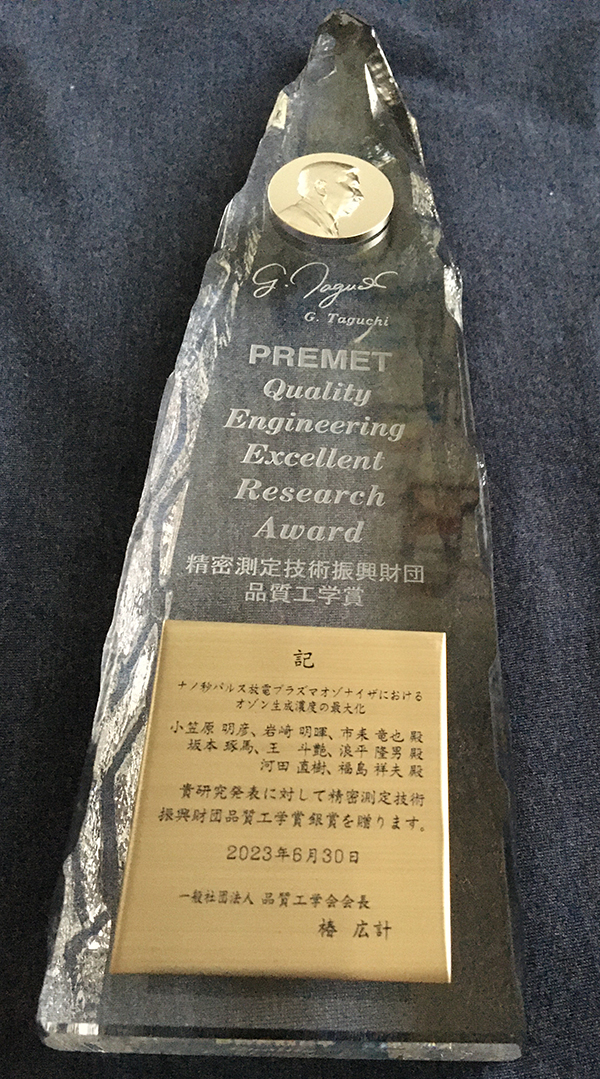 G. Taguchi
G. Taguchi
PREMET
Quality
Engineering
Excellent
Research
Award
精密測定技術振興財団
品質工学賞
記
ナノ秒パルス放電プラズマオゾナイザにおける
オゾン生成濃度の最大化
小笠原 明彦、岩崎 明暉、市来 竜也 殿
坂本 琢馬、王 斗艶、浪平 隆男 殿
河田 直樹、福島 祥夫 殿
貴研究発表に対して精密測定技術
振興財団品質工学賞銀賞を贈ります。
2023年6月30日
一般社団法人 品質工学会会長
椿 広計